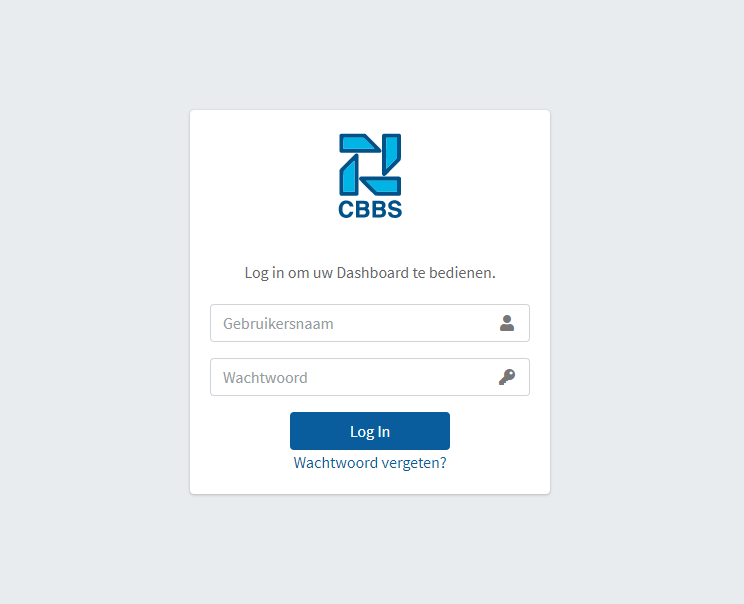 CBBS
Log in om uw Dashboard te bedienen.
Gebruikersnaam
Wachtwoord
Log In
Wachtwoord vergeten?